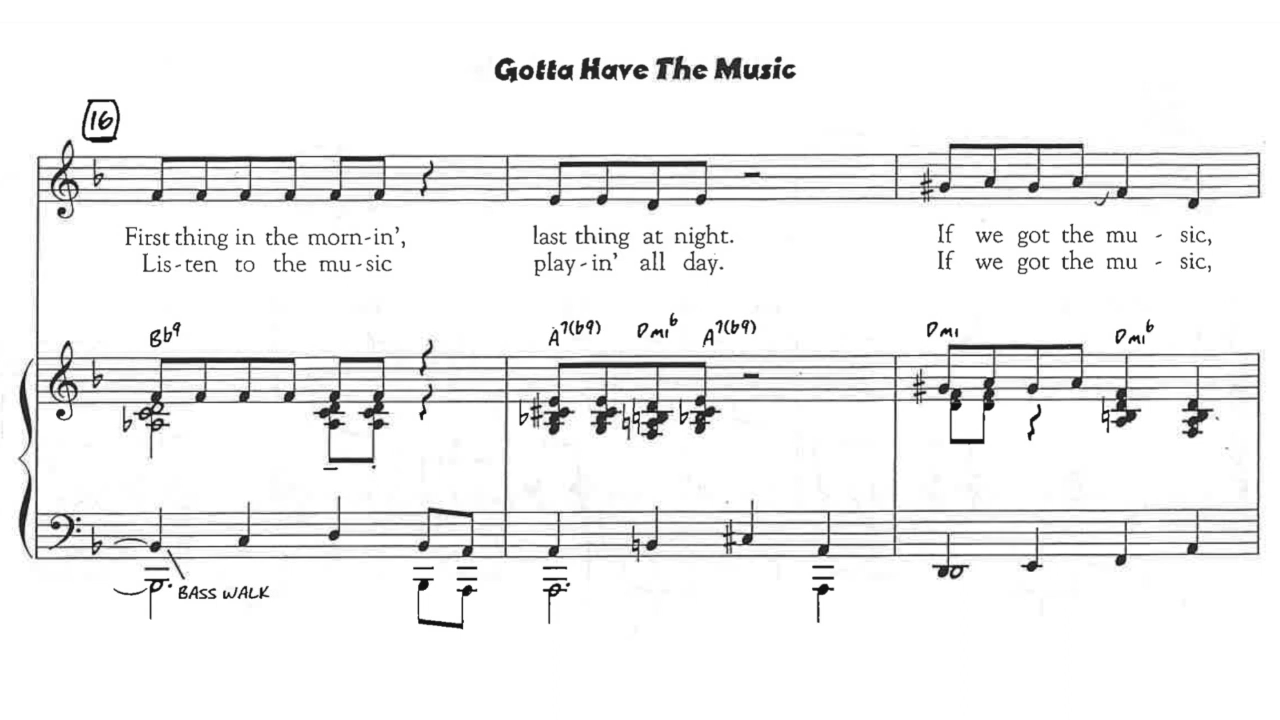 Gotta Have The Music
16
First thing in the morn-in', last thing at night. If we got the mu - sic,
Lis-ten to the mu-sic play-in' all day. If we got the mu - sic,
Bb9 A7(b9) Dmi6 A7(b9) Dmi Dmi6
BASS WALK